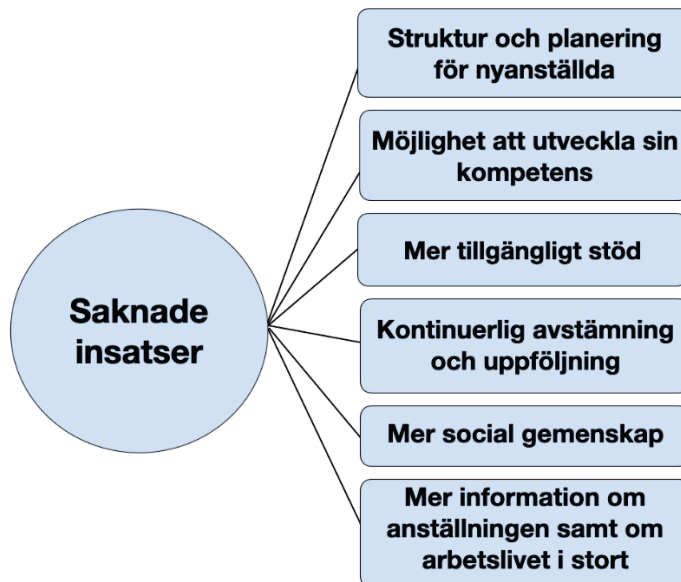 Saknade
insatser
Struktur och planering
för nyanställda
Möjlighet att utveckla sin
kompetens
Mer tillgängligt stöd
Kontinuerlig avstämning
och uppföljning
Mer social gemenskap
Mer information om
anställningen samt om
arbetslivet i stort